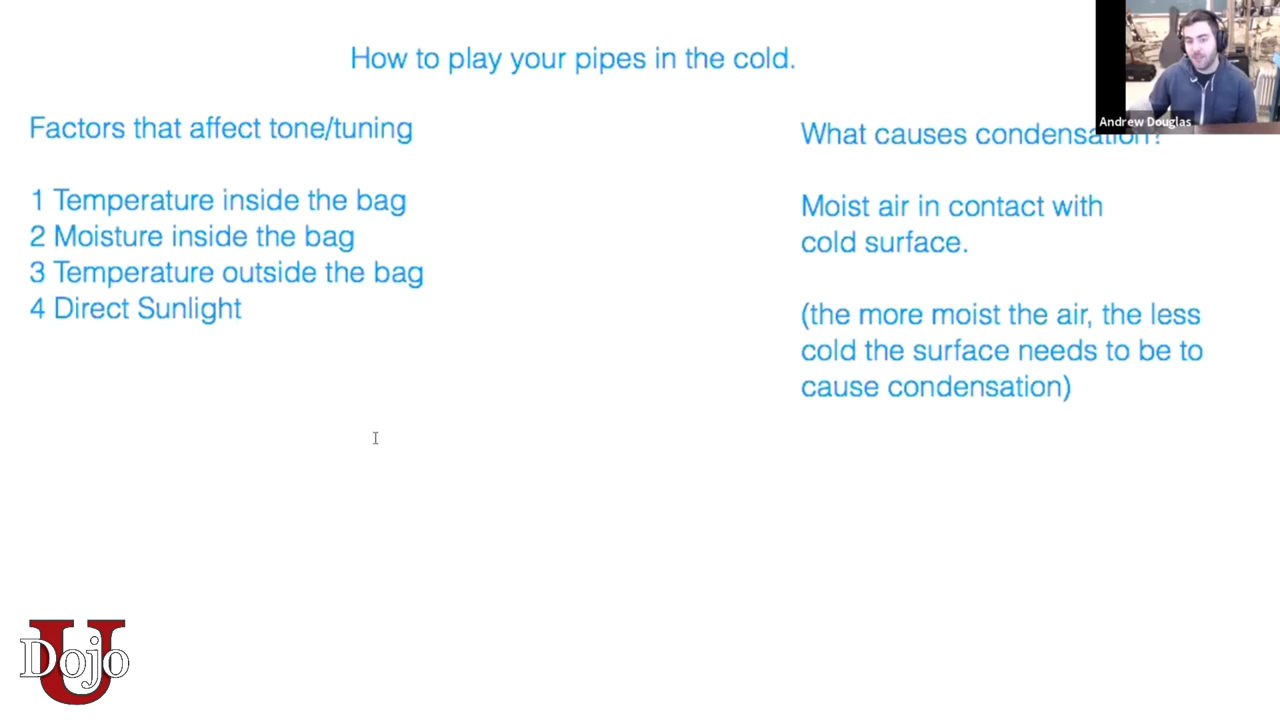 How to play your pipes in the cold.
Andrew Douglas
Factors that affect tone/tuning
1 Temperature inside the bag
2 Moisture inside the bag
3 Temperature outside the bag
4 Direct Sunlight
What causes condensation?
Moist air in contact with
cold surface.
(the more moist the air, the less
cold the surface needs to be to
cause condensation)
U
Dojo